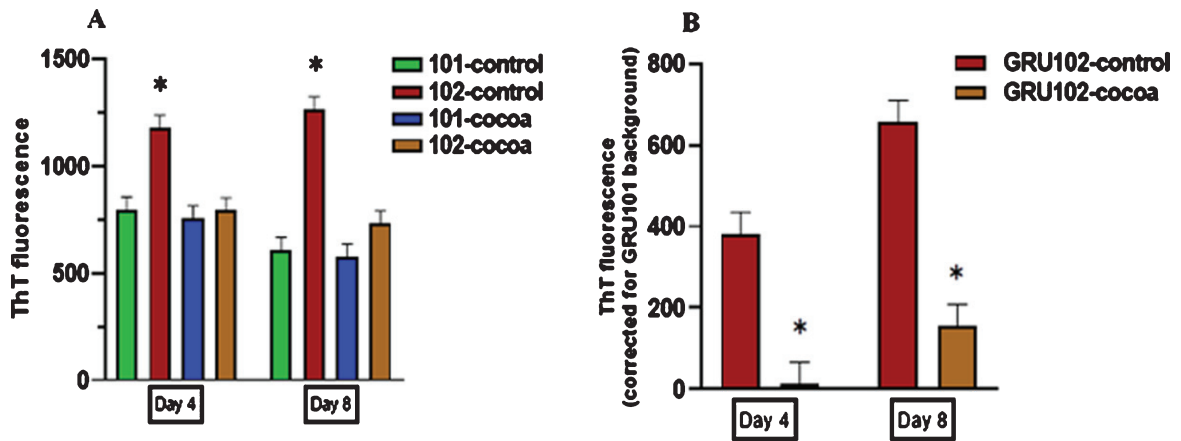 A
ThT fluorescence
1500
1000
500
0
*
*
101-control
102-control
101-cocoa
102-cocoa
Day 4
Day 8
B
ThT fluorescence
(corrected for GRU101 background)
800
600
400
200
0
*
*
GRU102-control
GRU102-cocoa
Day 4
Day 8